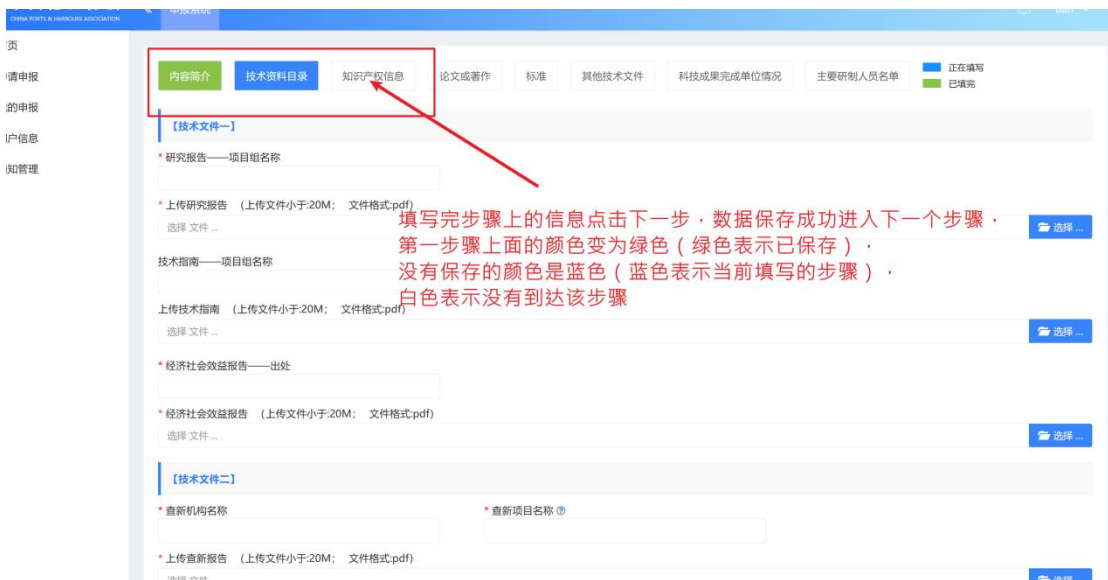 CHINA PORTS & HARBOURS ASSOCIATION
申报系统
页
请申报
的申报
户信息
知管理
内容简介 技术资料目录 知识产权信息 论文或著作 标准 其他技术文件 科技成果完成单位情况 主要研制人员名单 正在填写
已填完
【技术文件一】
* 研究报告——项目组名称
* 上传研究报告 (上传文件小于:20M; 文件格式:pdf)
选择 文件 ... 选择 ...
填写完步骤上的信息点击下一步，数据保存成功进入下一个步骤，
第一步骤上面的颜色变为绿色（绿色表示已保存），
没有保存的颜色是蓝色（蓝色表示当前填写的步骤），
白色表示没有到达该步骤
技术指南——项目组名称
上传技术指南 (上传文件小于:20M; 文件格式:pdf)
选择 文件 ... 选择 ...
* 经济社会效益报告——出处
* 经济社会效益报告 (上传文件小于:20M; 文件格式:pdf)
选择 文件 ... 选择 ...
【技术文件二】
* 查新机构名称 * 查新项目名称
* 上传查新报告 (上传文件小于:20M; 文件格式:pdf)
选择 文件 选择